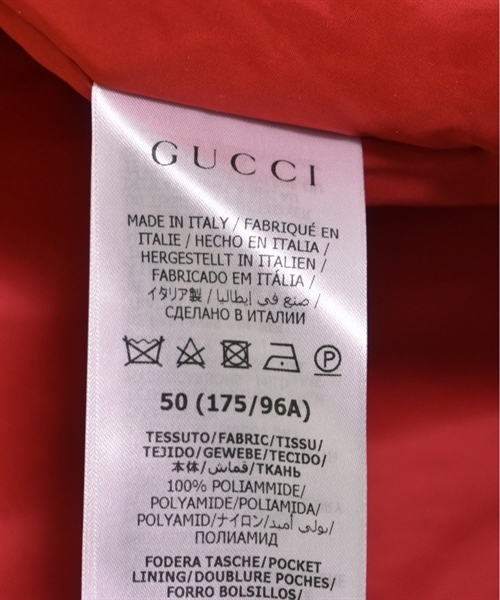 GUCCI
MADE IN ITALY / FABRIQUÉ EN
ITALIE / HECHO EN ITALIA /
HERGESTELLT IN ITALIEN /
FABRICADO EM ITÁLIA /
イタリア製 / صنع في إيطاليا /
СДЕЛАНО В ИТАЛИИ
P
50 (175/96A)
TESSUTO/FABRIC/TISSU/
TEJIDO/GEWEBE/TECIDO/
本体/قماش/ТКАНЬ
100% POLIAMMIDE/
POLYAMIDE/POLIAMIDA/
POLYAMID/ナイロン/بولي أميد/
ПОЛИАМИД
FODERA TASCHE/POCKET
LINING/DOUBLURE POCHES/
FORRO BOLSILLOS/